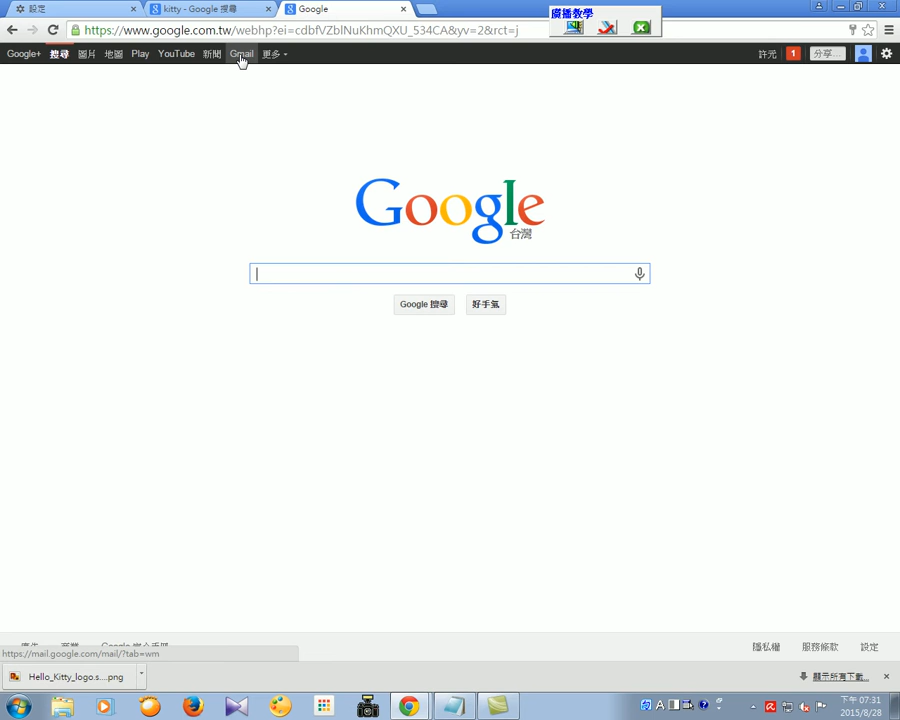 設定
kitty - Google 搜尋
Google
廣播教學
https://www.google.com.tw/webhp?ei=cdbfVZblNuKhmQXU_534CA&yv=2&rct=j
Google+ 搜尋 圖片 地圖 Play YouTube 新聞 Gmail 更多
許元 1 分享...
Google
台灣
Google 搜尋 好手氣
隱私權 服務條款 設定
https://mail.google.com/mail/?tab=wm
Hello_Kitty_logo.s....png
顯示所有下載...
A
下午 07:31
2015/8/28